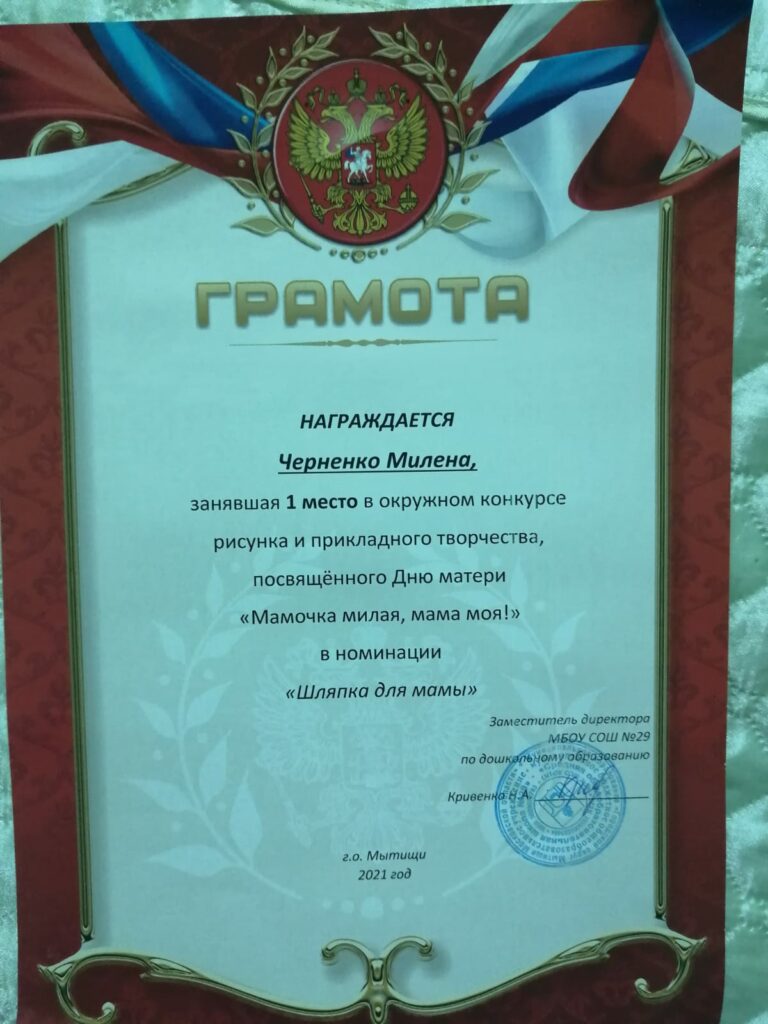 ГРАМОТА
НАГРАЖДАЕТСЯ
Черненко Милена,
занявшая 1 место в окружном конкурсе
рисунка и прикладного творчества,
посвящённого Дню матери
«Мамочка милая, мама моя!»
в номинации
«Шляпка для мамы»
Заместитель директора
МБОУ СОШ №29
по дошкольному образованию
Кривенко Н.А.
г.о. Мытищи
2021 год